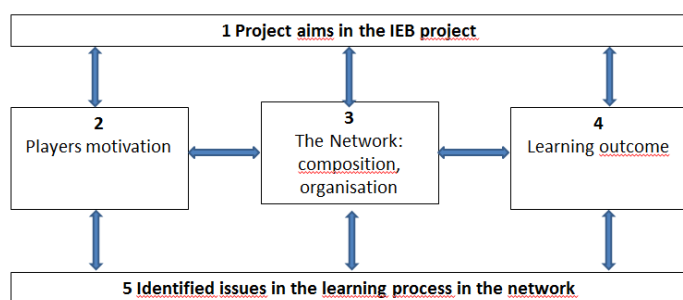 1 Project aims in the IEB project
2
Players motivation
3
The Network:
composition,
organisation
4
Learning outcome
5 Identified issues in the learning process in the network